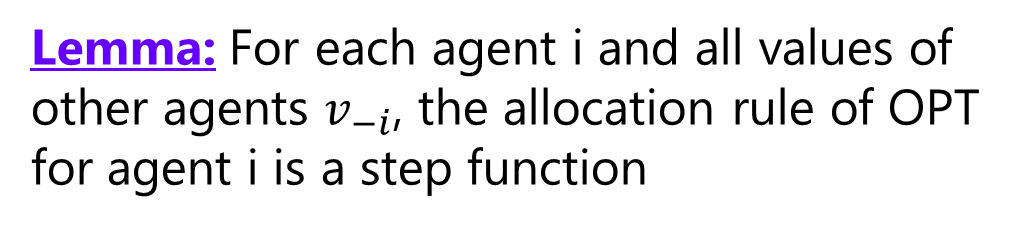 Lemma: For each agent i and all values of
other agents 𝑣₋ᵢ, the allocation rule of OPT
for agent i is a step function